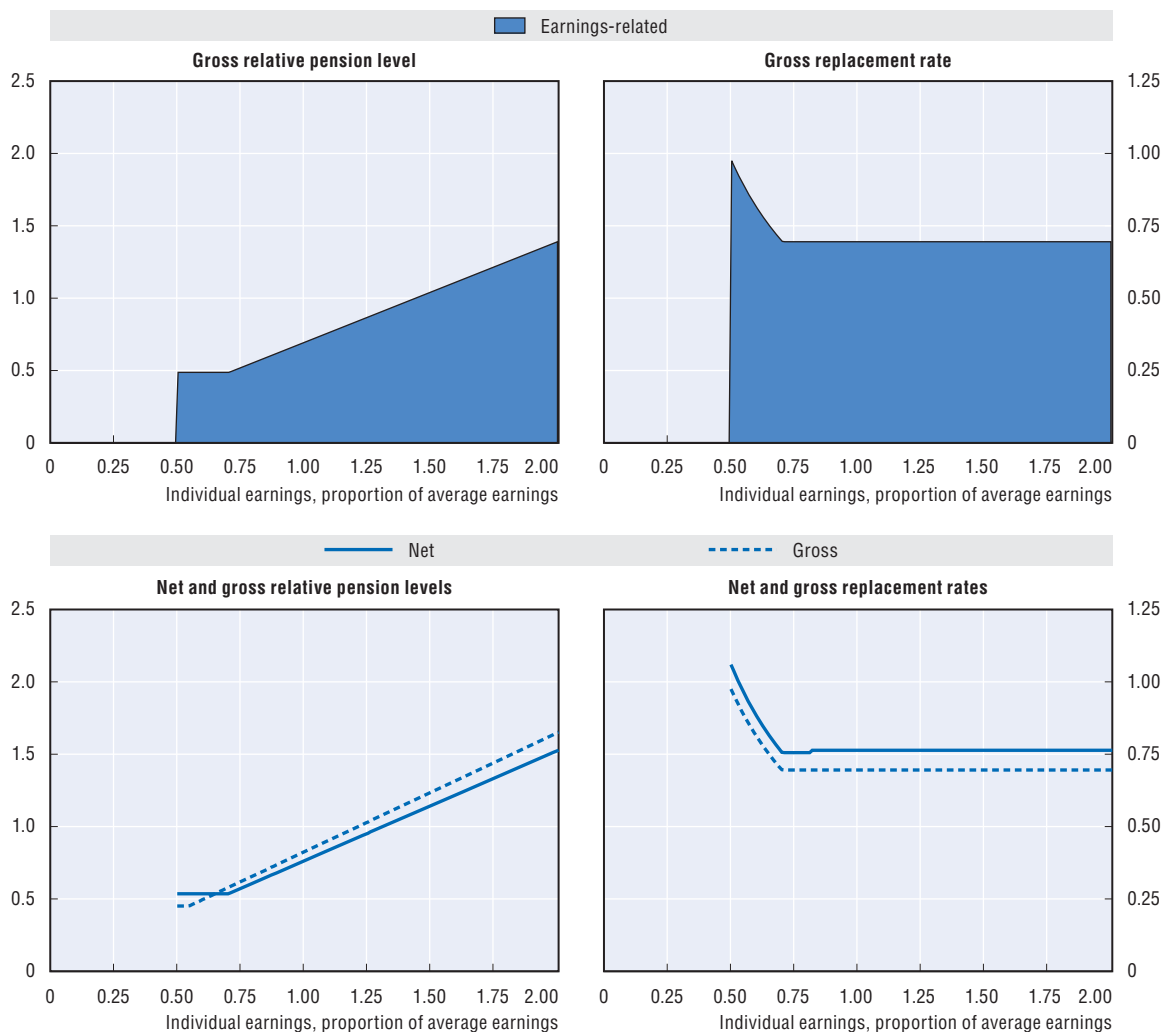 Earnings-related
Gross relative pension level
Gross replacement rate
2.5
2.0
1.5
1.0
0.5
0
1.25
1.00
0.75
0.50
0.25
0
0 0.25 0.50 0.75 1.00 1.25 1.50 1.75 2.00
0 0.25 0.50 0.75 1.00 1.25 1.50 1.75 2.00
Individual earnings, proportion of average earnings
Individual earnings, proportion of average earnings
Net Gross
Net and gross relative pension levels
Net and gross replacement rates
2.5
2.0
1.5
1.0
0.5
0
1.25
1.00
0.75
0.50
0.25
0
0 0.25 0.50 0.75 1.00 1.25 1.50 1.75 2.00
0 0.25 0.50 0.75 1.00 1.25 1.50 1.75 2.00
Individual earnings, proportion of average earnings
Individual earnings, proportion of average earnings